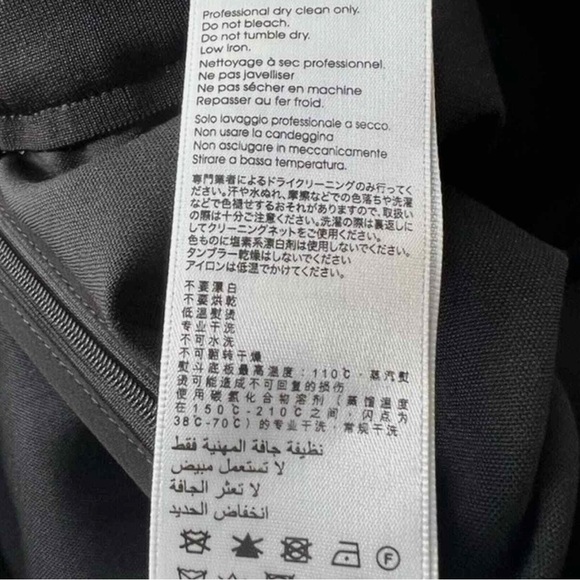 Professional dry clean only.
Do not bleach.
Do not tumble dry.
Low iron.
Nettoyage à sec professionnel.
Ne pas javelliser
Ne pas sécher en machine
Repasser au fer froid.
Solo lavaggio professionale a secco.
Non usare la candeggina
Non asciugare in meccanicamente
Stirare a bassa temperatura.
専門業者によるドライクリーニングのみ行ってく
ださい。汗や水ぬれ、摩擦などでの色落ちや洗濯
などで色褪せするおそれがありますので、取扱い
の際は十分ご注意ください。洗濯の際は裏返しに
してクリーニングネットをご使用ください。
色ものに塩素系漂白剤は使用しないでください。
タンブラー乾燥はしないでください。
アイロンは低温でかけてください。
不要漂白
不要烘乾
低溫熨烫
专业干洗
不可水洗
不可翻转干燥
熨斗底板最高温度：110℃，蒸汽熨
烫可能造成不可回复的损伤
使用碳氢化合物溶剂（蒸馏温度
在150℃-210℃之间，闪点为
38℃-70℃）的专业干洗，常规干洗
نظيفة جافة المهنية فقط
لا تستعمل مبيض
لا تعثر الجافة
انخفاض الحديد
F